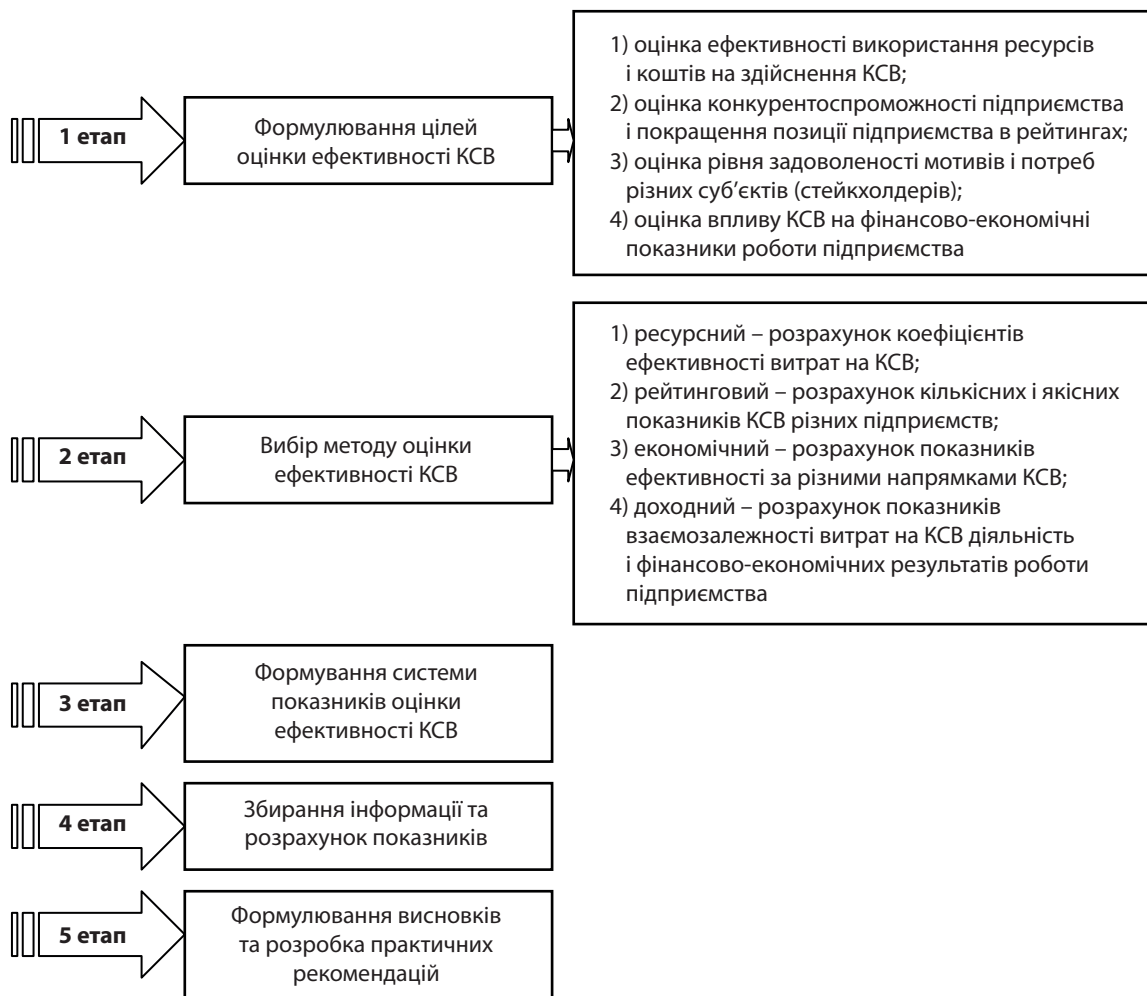 1 етап
Формулювання цілей
оцінки ефективності КСВ
1) оцінка ефективності використання ресурсів
і коштів на здійснення КСВ;
2) оцінка конкурентоспроможності підприємства
і покращення позиції підприємства в рейтингах;
3) оцінка рівня задоволеності мотивів і потреб
різних суб’єктів (стейкхолдерів);
4) оцінка впливу КСВ на фінансово-економічні
показники роботи підприємства
2 етап
Вибір методу оцінки
ефективності КСВ
1) ресурсний – розрахунок коефіцієнтів
ефективності витрат на КСВ;
2) рейтинговий – розрахунок кількісних і якісних
показників КСВ різних підприємств;
3) економічний – розрахунок показників
ефективності за різними напрямками КСВ;
4) доходний – розрахунок показників
взаємозалежності витрат на КСВ діяльність
і фінансово-економічних результатів роботи
підприємства
3 етап
Формування системи
показників оцінки
ефективності КСВ
4 етап
Збирання інформації та
розрахунок показників
5 етап
Формулювання висновків
та розробка практичних
рекомендацій